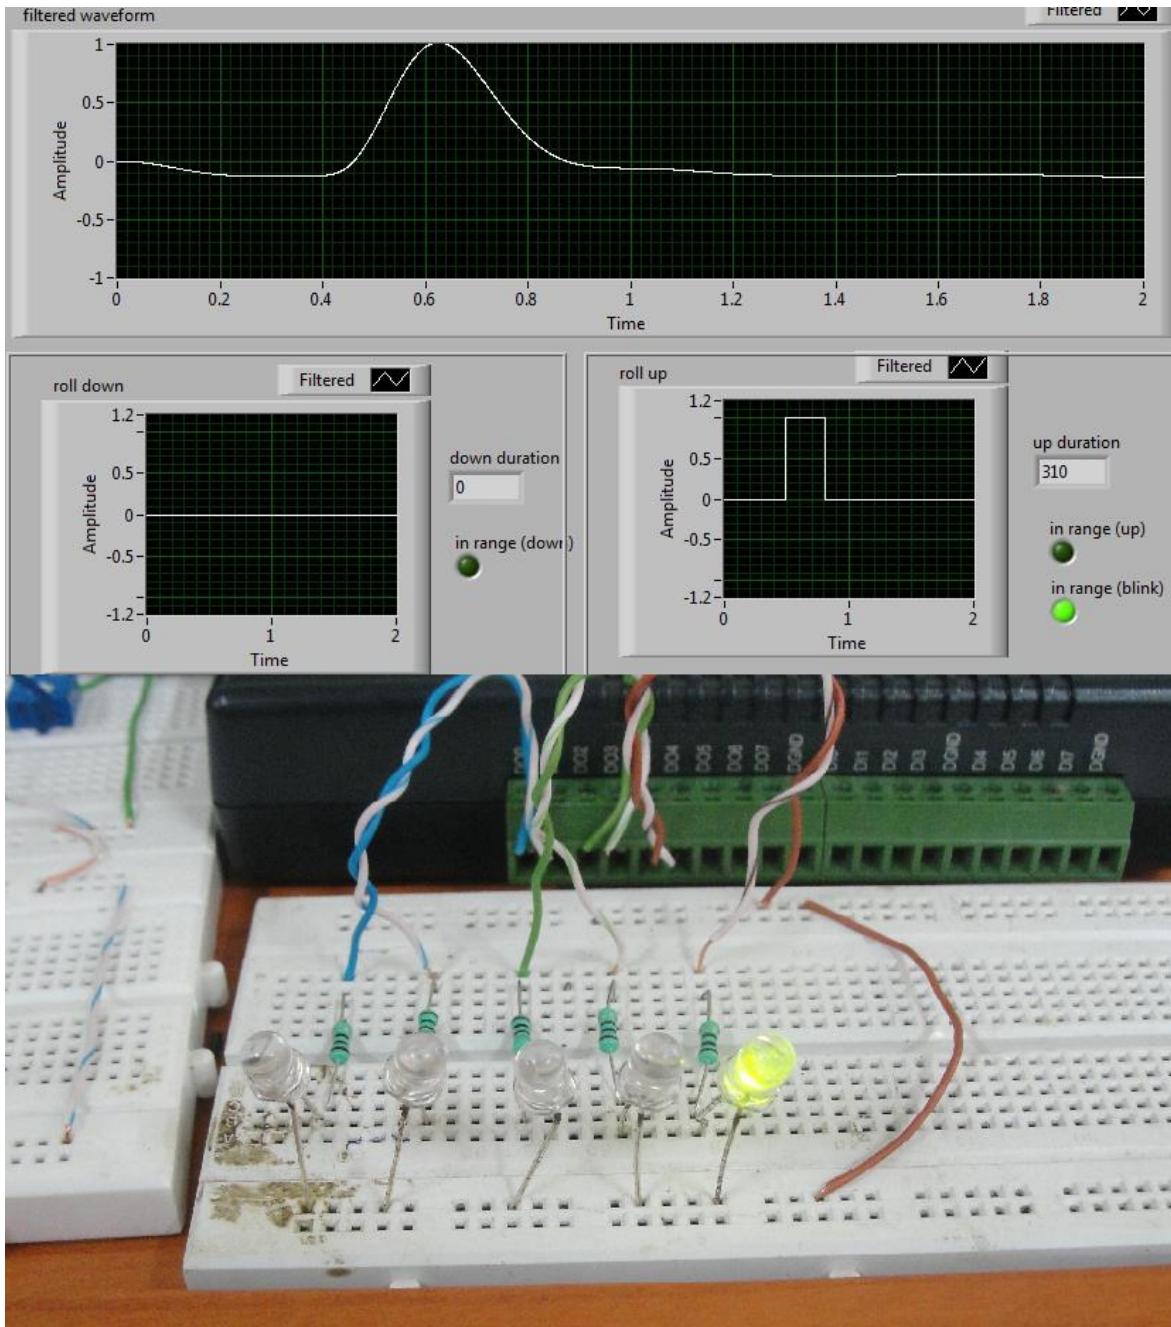 filtered waveform
Filtered
1
0.5
0
-0.5
-1
Amplitude
0 0.2 0.4 0.6 0.8 1 1.2 1.4 1.6 1.8 2
Time
roll down
Filtered
1.2
0.5
0
-0.5
-1.2
Amplitude
0 1 2
Time
down duration
0
in range (down)
roll up
Filtered
1.2
0.5
0
-0.5
-1.2
Amplitude
0 1 2
Time
up duration
310
in range (up)
in range (blink)
DO2 DO3 DO4 DO5 DO6 DO7 DGND DI1 DI2 DI3 DGND DI4 DI5 DI6 DI7 DGND